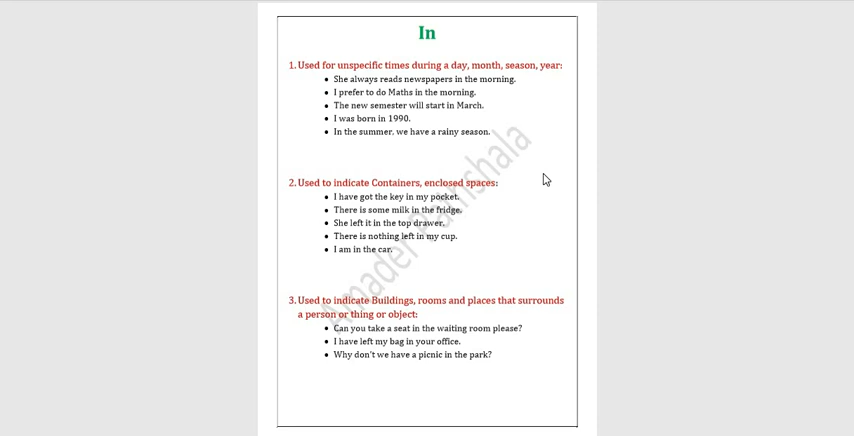 In
1. Used for unspecific times during a day, month, season, year:
• She always reads newspapers in the morning.
• I prefer to do Maths in the morning.
• The new semester will start in March.
• I was born in 1990.
• In the summer, we have a rainy season.
2. Used to indicate Containers, enclosed spaces:
• I have got the key in my pocket.
• There is some milk in the fridge.
• She left it in the top drawer.
• There is nothing left in my cup.
• I am in the car.
3. Used to indicate Buildings, rooms and places that surrounds
a person or thing or object:
• Can you take a seat in the waiting room please?
• I have left my bag in your office.
• Why don't we have a picnic in the park?
Amader Pathshala